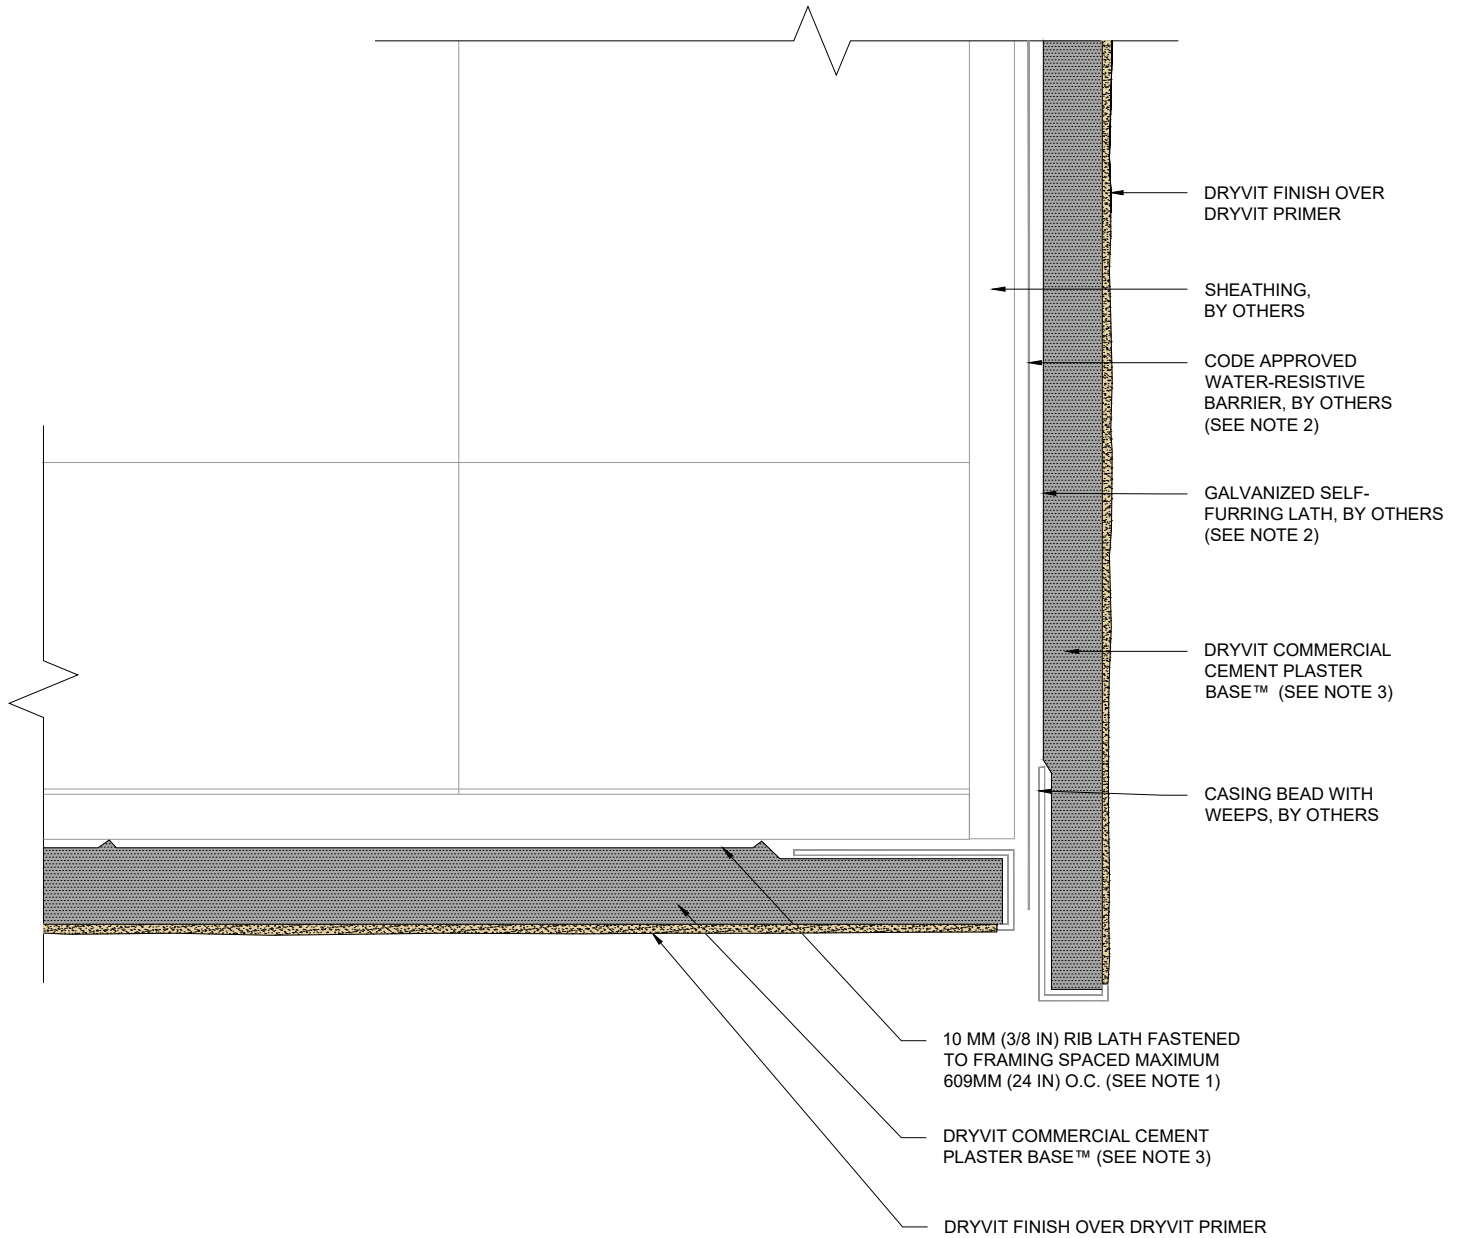 DRYVIT FINISH OVER
DRYVIT PRIMER
SHEATHING,
BY OTHERS
CODE APPROVED
WATER-RESISTIVE
BARRIER, BY OTHERS
(SEE NOTE 2)
GALVANIZED SELF-
FURRING LATH, BY OTHERS
(SEE NOTE 2)
DRYVIT COMMERCIAL
CEMENT PLASTER
BASE™ (SEE NOTE 3)
CASING BEAD WITH
WEEPS, BY OTHERS
10 MM (3/8 IN) RIB LATH FASTENED
TO FRAMING SPACED MAXIMUM
609MM (24 IN) O.C. (SEE NOTE 1)
DRYVIT COMMERCIAL CEMENT
PLASTER BASE™ (SEE NOTE 3)
DRYVIT FINISH OVER DRYVIT PRIMER